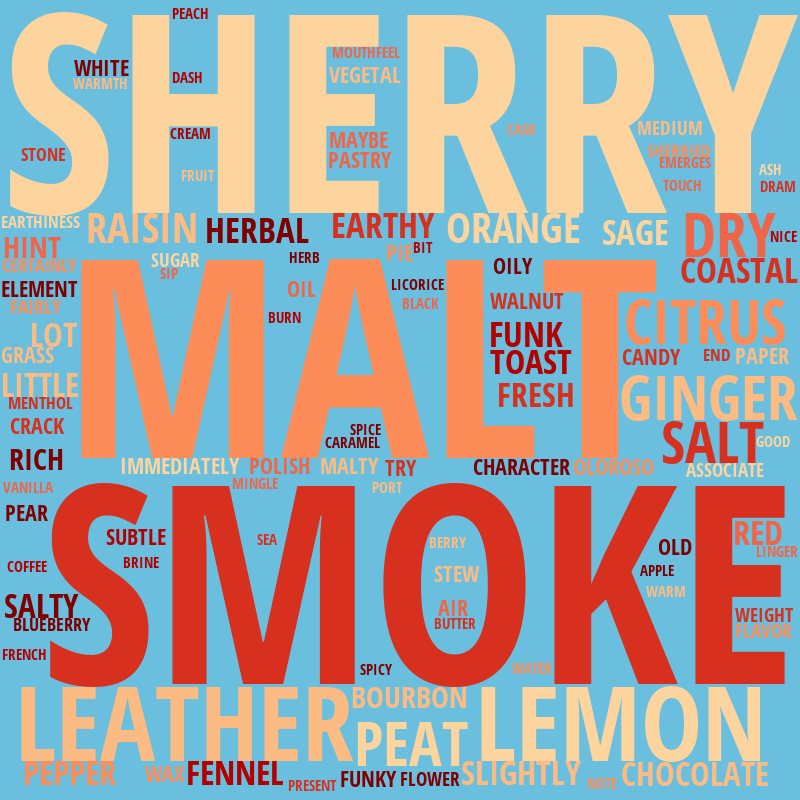 PEACH
SHERRY
MOUTHFEEL
WHITE
VEGETAL
WARMTH
DASH
CREAM
CASK
MEDIUM
MAYBE
STONE
PASTRY
SHERRIED
EMERGES
FRUIT
ASH
TOUCH
DRAM
EARTHINESS
RAISIN
HERBAL
EARTHY
ORANGE
SAGE
DRY
NICE
HINT
BIT
PIE
CERTAINLY
SUGAR
HERB
OILY
COASTAL
SIP
ELEMENT
OIL
LICORICE
WALNUT
FAIRLY
BLACK
CITRUS
BURN
MALT
LOT
FUNK
GRASS
TOAST
CANDY
END
PAPER
LITTLE
FRESH
GINGER
MENTHOL
CRACK
SPICE
CARAMEL
SALT
GOOD
RICH
IMMEDIATELY
POLISH
MALTY
TRY
CHARACTER
OLOROSO
ASSOCIATE
VANILLA
MINGLE
PORT
PEAR
SMOKE
SUBTLE
SEA
BERRY
OLD
RED
LINGER
COFFEE
BRINE
STEW
APPLE
WARM
SALTY
AIR
BLUEBERRY
BUTTER
WEIGHT
FLAVOR
FRENCH
SPICY
WATER
LEATHER
BOURBON
LEMON
PEAT
PEPPER
WAX
FENNEL
PRESENT
FUNKY
FLOWER
SLIGHTLY
NOTE
CHOCOLATE